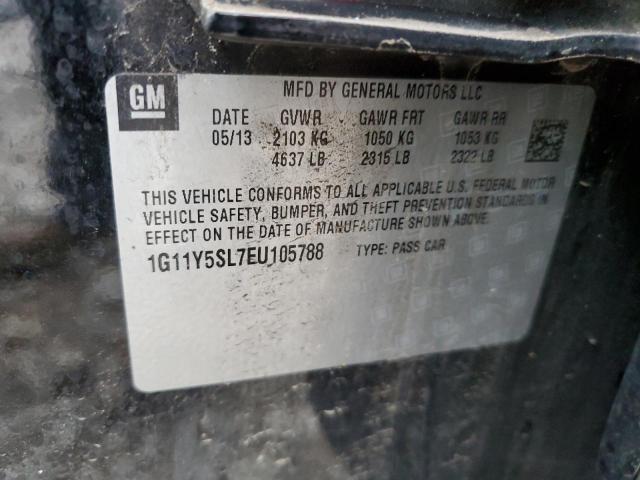 GM
MFD BY GENERAL MOTORS LLC
DATE GVWR GAWR FRT GAWR RR
05/13 2103 KG 1050 KG 1053 KG
4637 LB 2315 LB 2322 LB
THIS VEHICLE CONFORMS TO ALL APPLICABLE U.S. FEDERAL MOTOR
VEHICLE SAFETY, BUMPER, AND THEFT PREVENTION STANDARDS IN
EFFECT ON THE DATE OF MANUFACTURE SHOWN ABOVE.
1G11Y5SL7EU105788 TYPE: PASS CAR